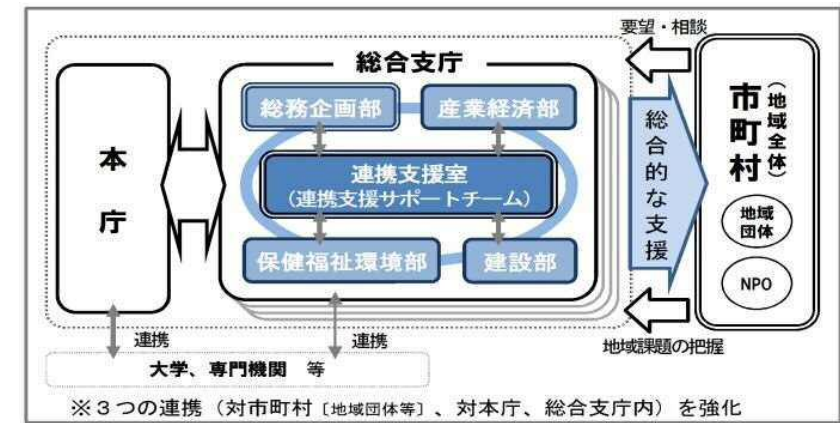 要望・相談
総合支庁
本庁
総務企画部
産業経済部
連携支援室
(連携支援サポートチーム)
保健福祉環境部
建設部
総合的な支援
市町村
(地域全体)
地域
団体
NPO
連携
連携
地域課題の把握
大学、専門機関 等
※３つの連携（対市町村〔地域団体等〕、対本庁、総合支庁内）を強化